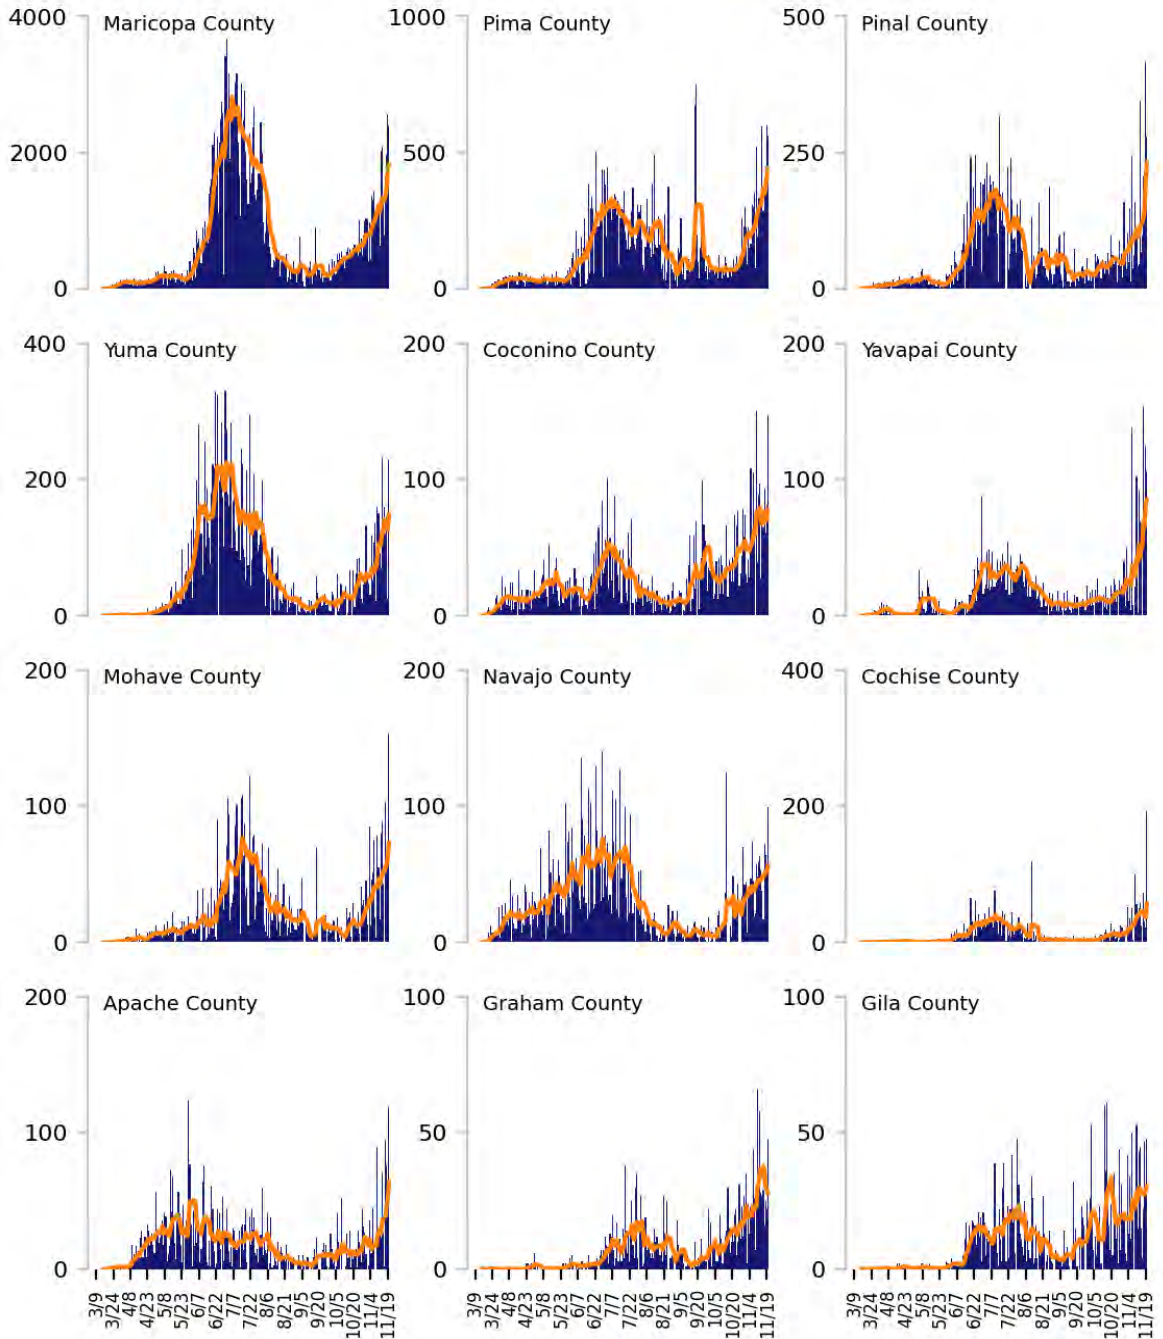 4000 Maricopa County 1000 Pima County 500 Pinal County
2000 500 250
0 0 0
400 Yuma County 200 Coconino County 200 Yavapai County
200 100 100
0 0 0
200 Mohave County 200 Navajo County 400 Cochise County
100 100 200
0 0 0
200 Apache County 100 Graham County 100 Gila County
100 50 50
0 0 0
3/9 3/24 4/8 4/23 5/8 5/23 6/7 6/22 7/7 7/22 8/6 8/21 9/5 9/20 10/5 10/20 11/4 11/19 3/9 3/24 4/8 4/23 5/8 5/23 6/7 6/22 7/7 7/22 8/6 8/21 9/5 9/20 10/5 10/20 11/4 11/19 3/9 3/24 4/8 4/23 5/8 5/23 6/7 6/22 7/7 7/22 8/6 8/21 9/5 9/20 10/5 10/20 11/4 11/19